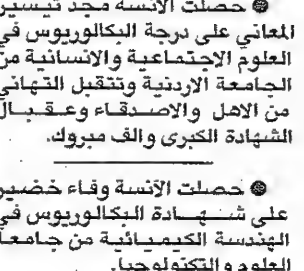 ● حصلت الآنسة مجد تيسير
المعاني على درجة البكالوريوس في
العلوم الاجتماعية والانسانية من
الجامعة الاردنية وتتقبل التهاني
من الاهل والاصدقاء وعقبال
الشهادة الكبرى والف مبروك.
● حصلت الآنسة وفاء خضير
على شهادة البكالوريوس في
الهندسة الكيميائية من جامعة
العلوم والتكنولوجيا.